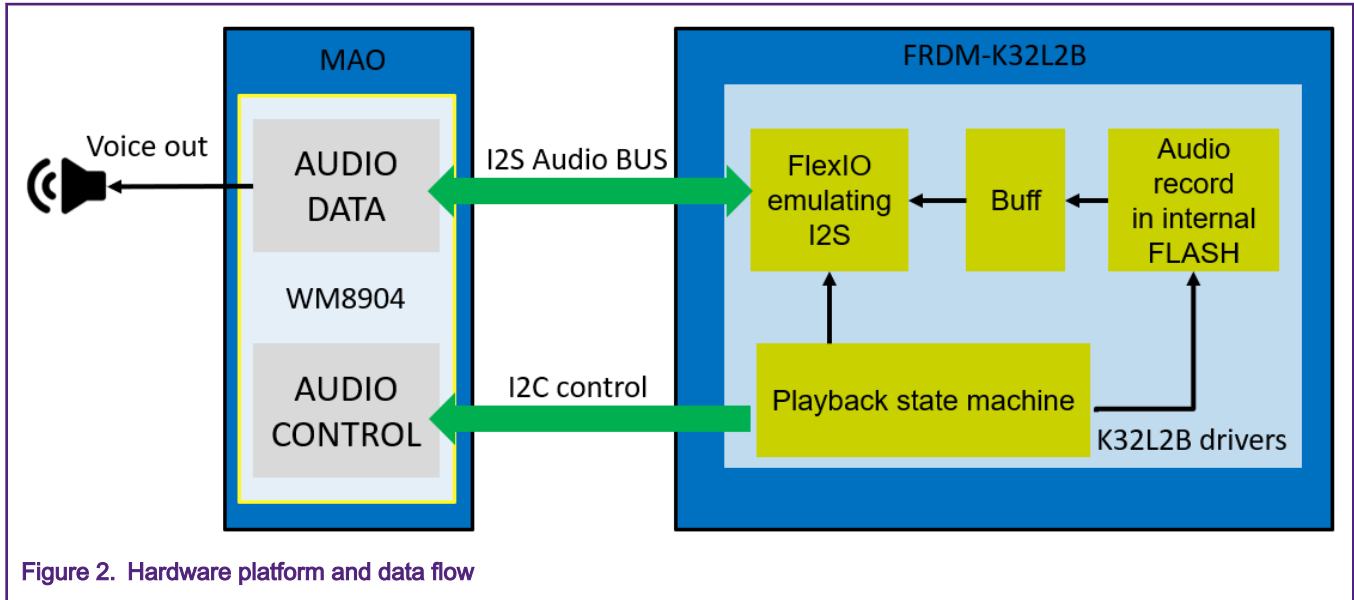 MAO
FRDM-K32L2B
Voice out
AUDIO
DATA
I2S Audio BUS
FlexIO
emulating
I2S
Buff
Audio
record
in internal
FLASH
WM8904
AUDIO
CONTROL
I2C control
Playback state machine
K32L2B drivers
Figure 2. Hardware platform and data flow